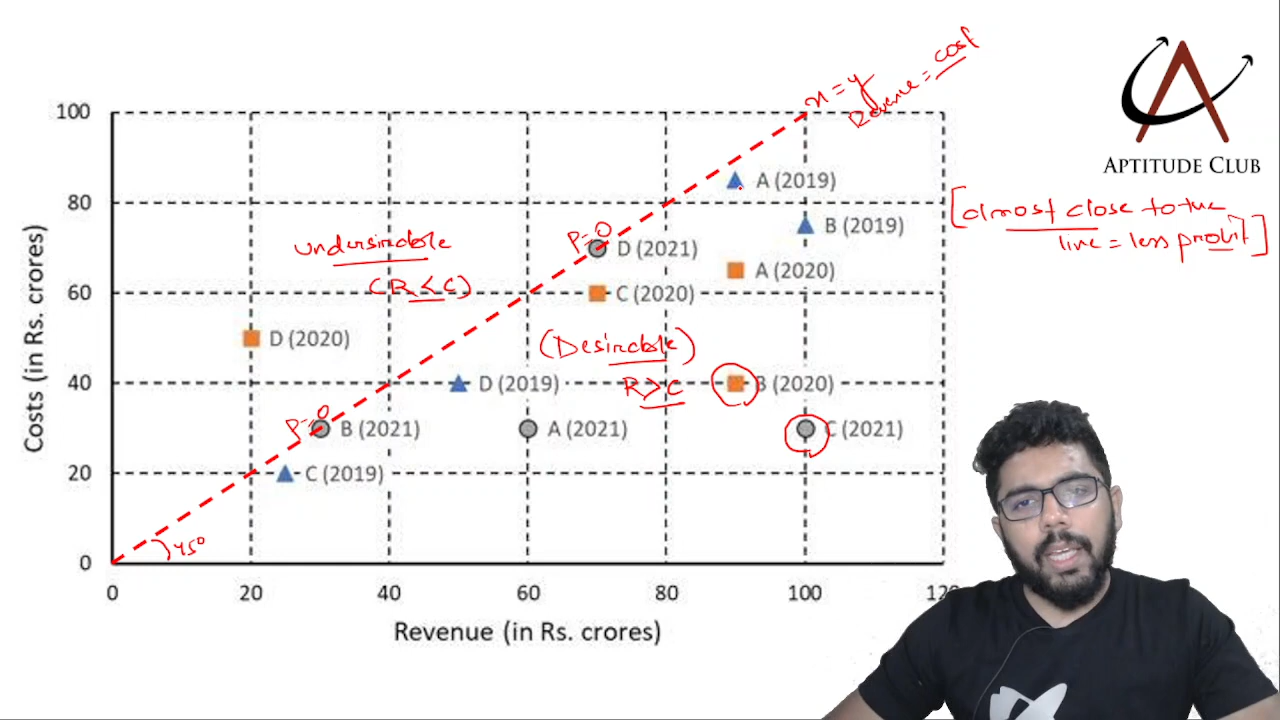 x = y
Revenue = cost
APTITUDE CLUB
[almost close to the
line = less profit]
Costs (in Rs. crores)
100
80
60
40
20
0
A (2019)
B (2019)
P=0
D (2021)
undersirable
(R < C)
A (2020)
C (2020)
D (2020)
(Desirable)
R > C
D (2019)
B (2020)
P=0
B (2021)
A (2021)
C (2021)
C (2019)
45°
0
20
40
60
80
100
Revenue (in Rs. crores)